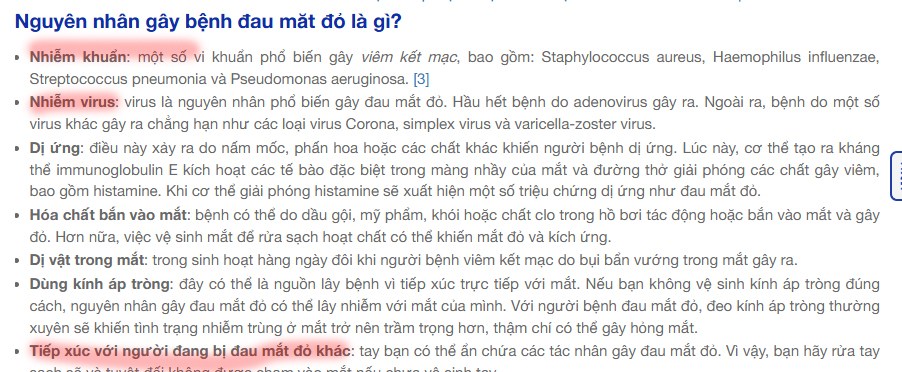 Nguyên nhân gây bệnh đau mắt đỏ là gì?
Nhiễm khuẩn: một số vi khuẩn phổ biến gây viêm kết mạc, bao gồm: Staphylococcus aureus, Haemophilus influenzae,
Streptococcus pneumonia và Pseudomonas aeruginosa. [3]
Nhiễm virus: virus là nguyên nhân phổ biến gây đau mắt đỏ. Hầu hết bệnh do adenovirus gây ra. Ngoài ra, bệnh do một số
virus khác gây ra chẳng hạn như các loại virus Corona, simplex virus và varicella-zoster virus.
Dị ứng: điều này xảy ra do nấm mốc, phấn hoa hoặc các chất khác khiến người bệnh dị ứng. Lúc này, cơ thể tạo ra kháng
thể immunoglobulin E kích hoạt các tế bào đặc biệt trong màng nhầy của mắt và đường thở giải phóng các chất gây viêm,
bao gồm histamine. Khi cơ thể giải phóng histamine sẽ xuất hiện một số triệu chứng dị ứng như đau mắt đỏ.
Hóa chất bắn vào mắt: bệnh có thể do dầu gội, mỹ phẩm, khói hoặc chất clo trong hồ bơi tác động hoặc bắn vào mắt và gây
đỏ. Hơn nữa, việc vệ sinh mắt để rửa sạch hoạt chất có thể khiến mắt đỏ và kích ứng.
Dị vật trong mắt: trong sinh hoạt hàng ngày đôi khi người bệnh viêm kết mạc do bụi bẩn vướng trong mắt gây ra.
Dùng kính áp tròng: đây có thể là nguồn lây bệnh vì tiếp xúc trực tiếp với mắt. Nếu bạn không vệ sinh kính áp tròng đúng
cách, nguyên nhân gây đau mắt đỏ có thể lây nhiễm với mắt của mình. Với người bệnh đau mắt đỏ, đeo kính áp tròng thường
xuyên sẽ khiến tình trạng nhiễm trùng ở mắt trở nên trầm trọng hơn, thậm chí có thể gây hỏng mắt.
Tiếp xúc với người đang bị đau mắt đỏ khác: tay bạn có thể ẩn chứa các tác nhân gây đau mắt đỏ. Vì vậy, bạn hãy rửa tay